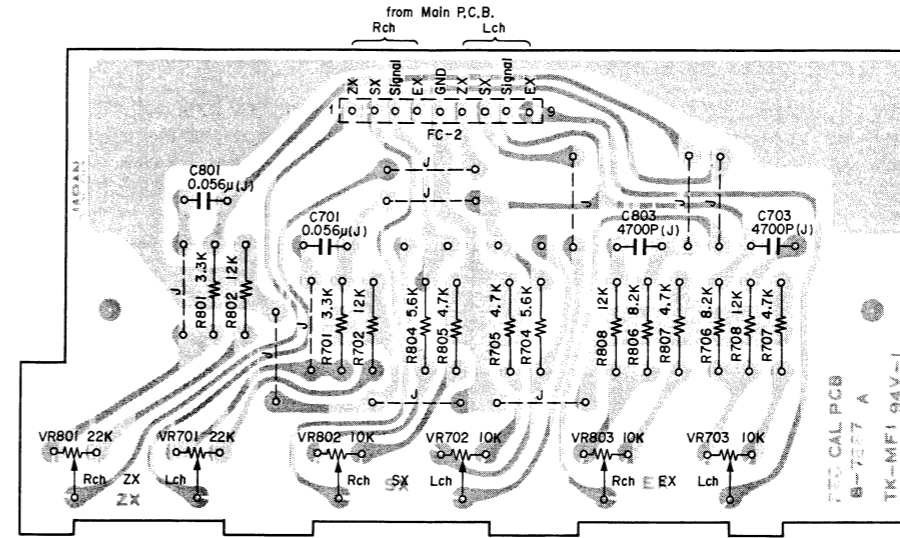 from Main P.C.B.
Rch Lch
ZX SX Signal EX GND ZX SX Signal EX
1 9
FC-2
C801
0.056μ(J)
J
J
C701
0.056μ(J)
J
C803
4700P(J)
J
J
C703
4700P(J)
J
R801 3.3K
R802 12K
J
J
R701 3.3K
R702 12K
R804 5.6K
R805 4.7K
R705 4.7K
R704 5.6K
R808 12K
R806 8.2K
R807 4.7K
R706 8.2K
R708 12K
R707 4.7K
J
J
VR801 22K
VR701 22K
VR802 10K
VR702 10K
VR803 10K
VR703 10K
Rch ZX Lch
ZX
Rch SX Lch
SX
Rch EX Lch
CAL PCB
A
TK-MF1 94V-